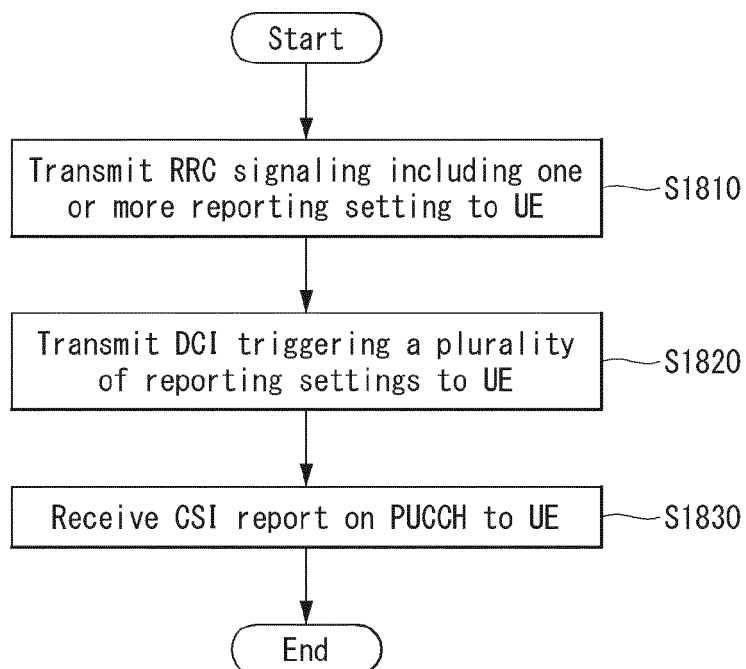 Start
Transmit RRC signaling including one
or more reporting setting to UE
S1810
Transmit DCI triggering a plurality
of reporting settings to UE
S1820
Receive CSI report on PUCCH to UE
S1830
End